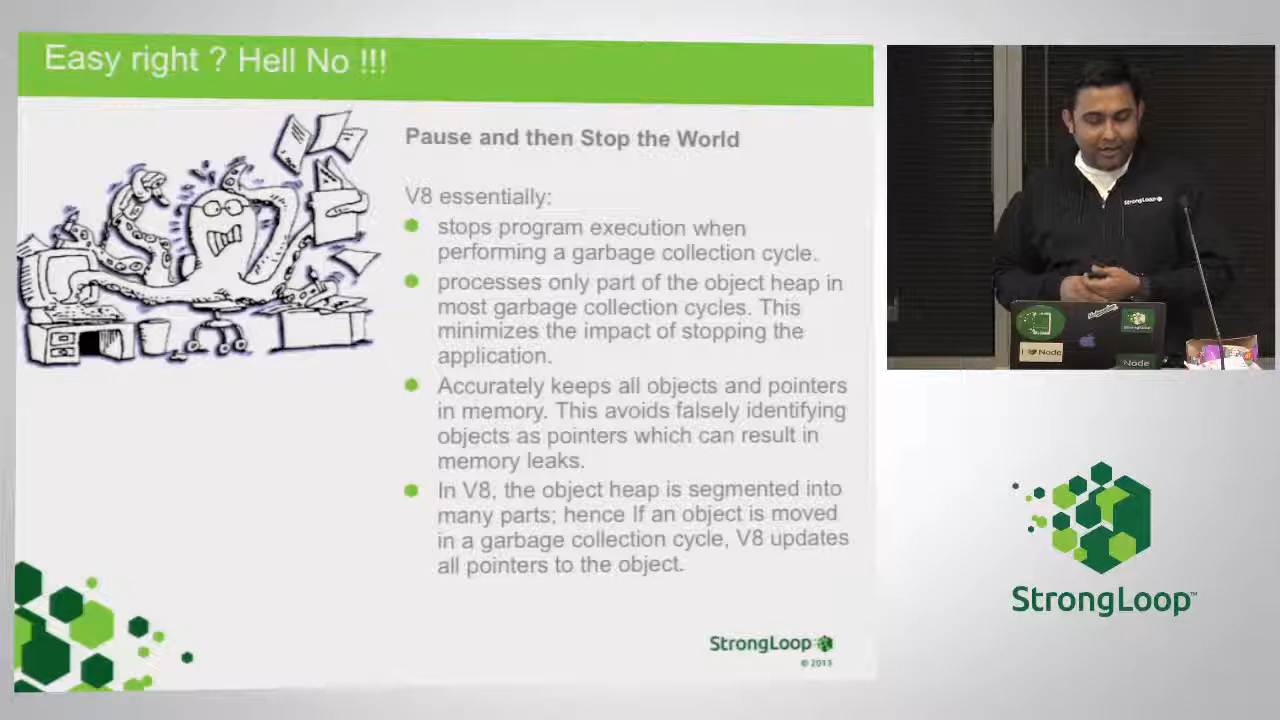 Easy right ? Hell No !!!
Pause and then Stop the World
V8 essentially:
stops program execution when
performing a garbage collection cycle.
processes only part of the object heap in
most garbage collection cycles. This
minimizes the impact of stopping the
application.
Accurately keeps all objects and pointers
in memory. This avoids falsely identifying
objects as pointers which can result in
memory leaks.
In V8, the object heap is segmented into
many parts; hence If an object is moved
in a garbage collection cycle, V8 updates
all pointers to the object.
StrongLoop
© 2013
StrongLoop
Node
Node
StrongLoop™